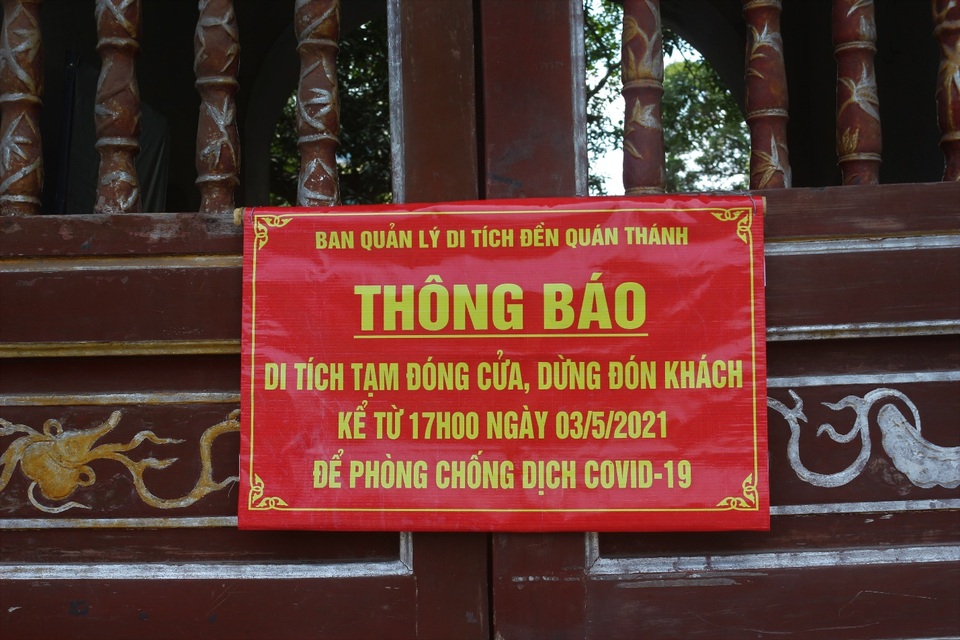 BAN QUẢN LÝ DI TÍCH ĐỀN QUÁN THÁNH
THÔNG BÁO
DI TÍCH TẠM ĐÓNG CỬA, DỪNG ĐÓN KHÁCH
KỂ TỪ 17H00 NGÀY 03/5/2021
ĐỂ PHÒNG CHỐNG DỊCH COVID-19